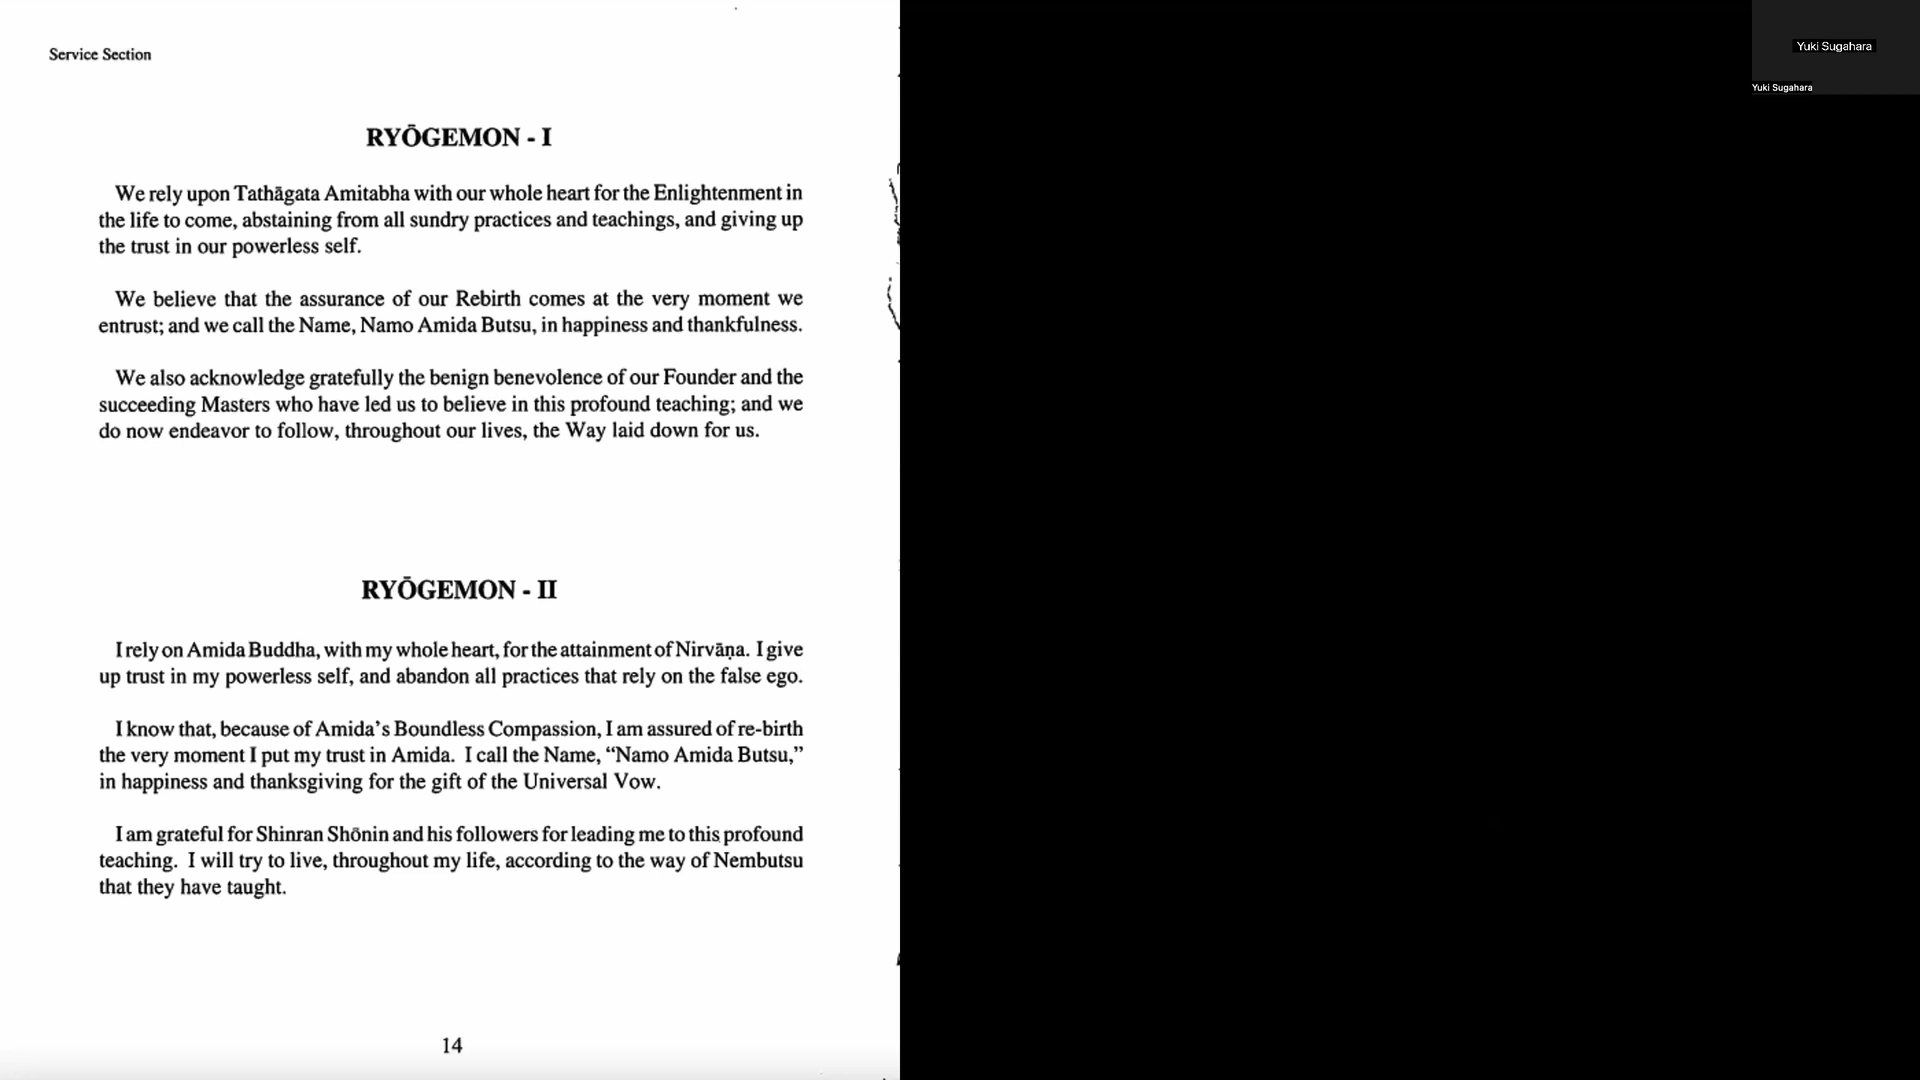 Service Section
RYŌGEMON - I
We rely upon Tathāgata Amitabha with our whole heart for the Enlightenment in
the life to come, abstaining from all sundry practices and teachings, and giving up
the trust in our powerless self.
We believe that the assurance of our Rebirth comes at the very moment we
entrust; and we call the Name, Namo Amida Butsu, in happiness and thankfulness.
We also acknowledge gratefully the benign benevolence of our Founder and the
succeeding Masters who have led us to believe in this profound teaching; and we
do now endeavor to follow, throughout our lives, the Way laid down for us.
RYŌGEMON - II
I rely on Amida Buddha, with my whole heart, for the attainment of Nirvāṇa. I give
up trust in my powerless self, and abandon all practices that rely on the false ego.
I know that, because of Amida's Boundless Compassion, I am assured of re-birth
the very moment I put my trust in Amida. I call the Name, “Namo Amida Butsu,”
in happiness and thanksgiving for the gift of the Universal Vow.
I am grateful for Shinran Shōnin and his followers for leading me to this profound
teaching. I will try to live, throughout my life, according to the way of Nembutsu
that they have taught.
14
Yuki Sugahara
Yuki Sugahara